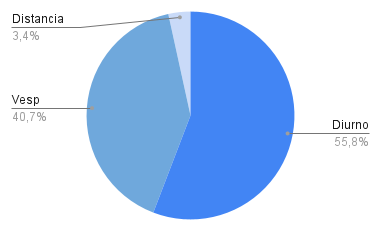 Distancia
3,4%
Vesp
40,7%
Diurno
55,8%